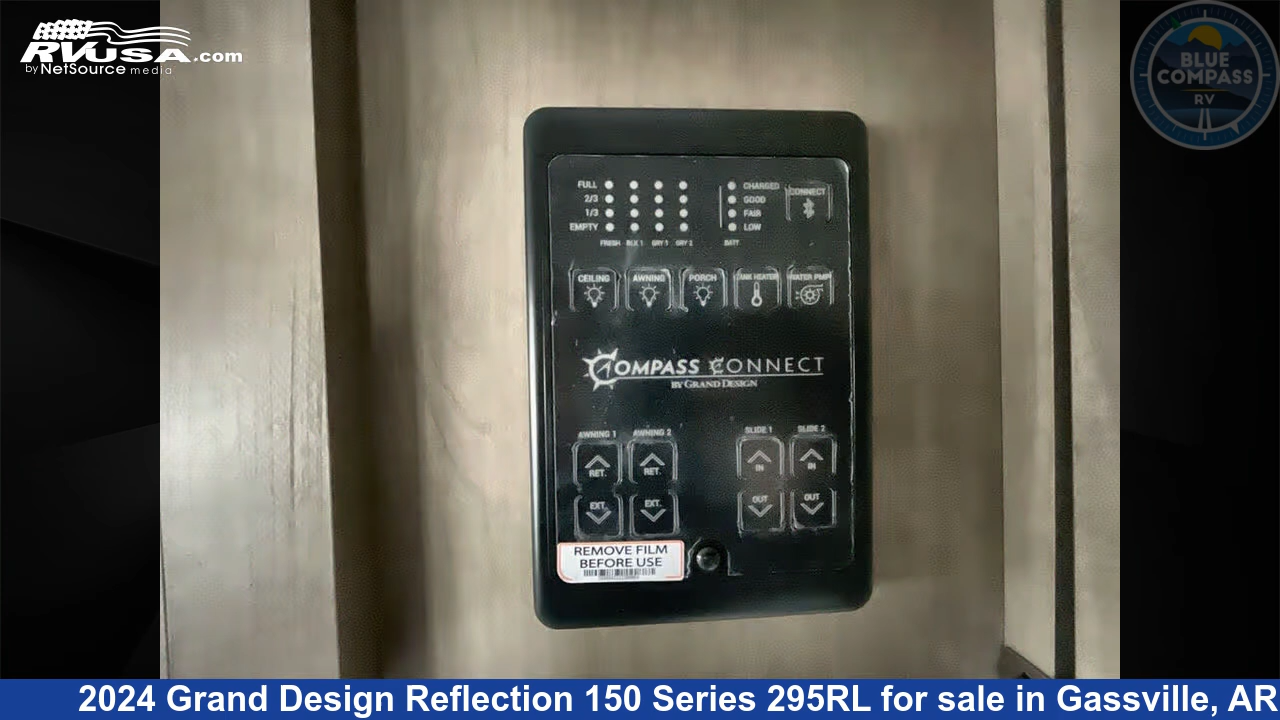 RVUSA.com
by NetSource media
BLUE
COMPASS
RV
FULL
2/3
1/3
EMPTY
FRESH BLK 1 GRY 1 GRY 2
CHARGED
GOOD
FAIR
LOW
BATT
CONNECT
CEILING AWNING PORCH TANK HEATER WATER PMP
COMPASS CONNECT
BY GRAND DESIGN
AWNING 1 AWNING 2 SLIDE 1 SLIDE 2
RET. RET. IN IN
EXT. EXT. OUT OUT
REMOVE FILM
BEFORE USE
2024 Grand Design Reflection 150 Series 295RL for sale in Gassville, AR